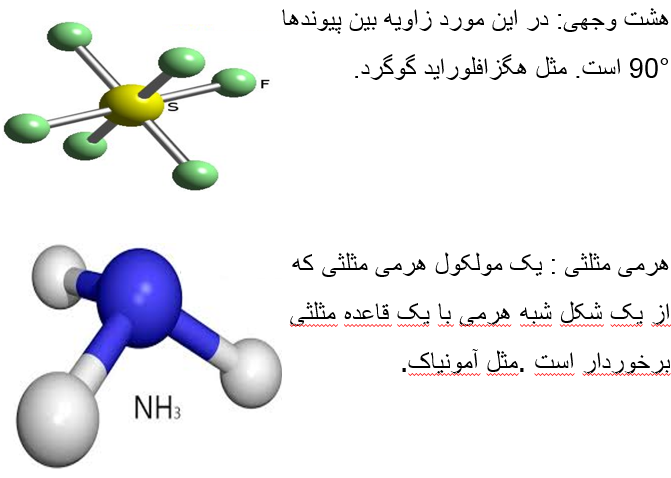 هشت وجهی: در این مورد زاویه بین پیوندها
90° است. مثل هگزافلوراید گوگرد.
F
S
هرمی مثلثی : یک مولکول هرمی مثلثی که
از یک شکل شبه هرمی با یک قاعده مثلثی
برخوردار است .مثل آمونیاک.
NH₃